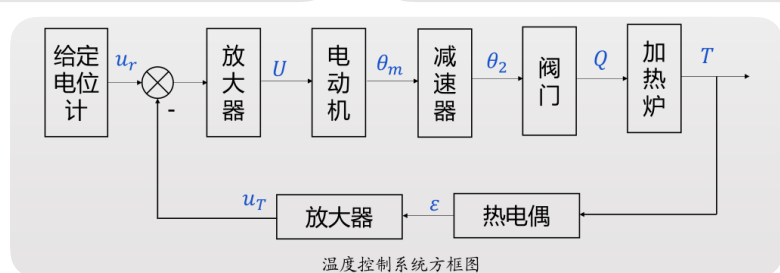 给定电位计
u_r
-
放大器
U
电动机
θ_m
减速器
θ_2
阀门
Q
加热炉
T
u_T
放大器
ε
热电偶
温度控制系统方框图